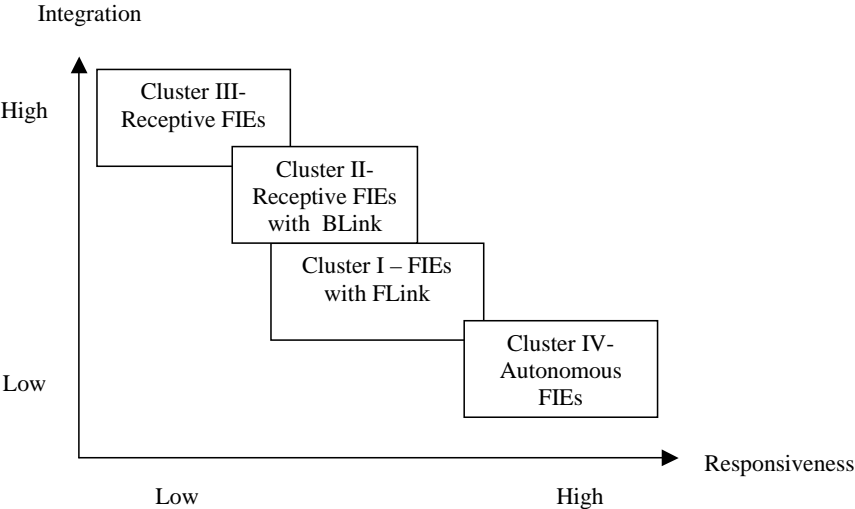 Integration
High
Cluster III-
Receptive FIEs
Cluster II-
Receptive FIEs
with BLink
Cluster I – FIEs
with FLink
Cluster IV-
Autonomous
FIEs
Low
Responsiveness
Low
High